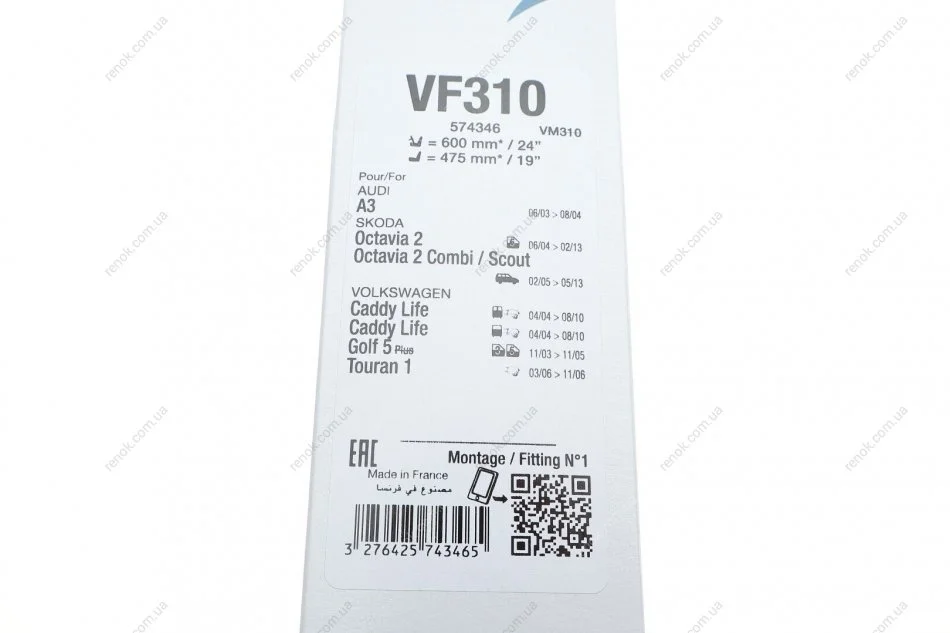 VF310
574346 VM310
= 600 mm* / 24”
= 475 mm* / 19”
Pour/For
AUDI
A3 06/03 > 08/04
SKODA
Octavia 2 06/04 > 02/13
Octavia 2 Combi / Scout
02/05 > 05/13
VOLKSWAGEN
Caddy Life 04/04 > 08/10
Caddy Life 04/04 > 08/10
Golf 5 Plus 11/03 > 11/05
Touran 1 03/06 > 11/06
EAC
Montage / Fitting N°1
Made in France
مصنوع في فرنسا
3 276425 743465
renok.com.ua